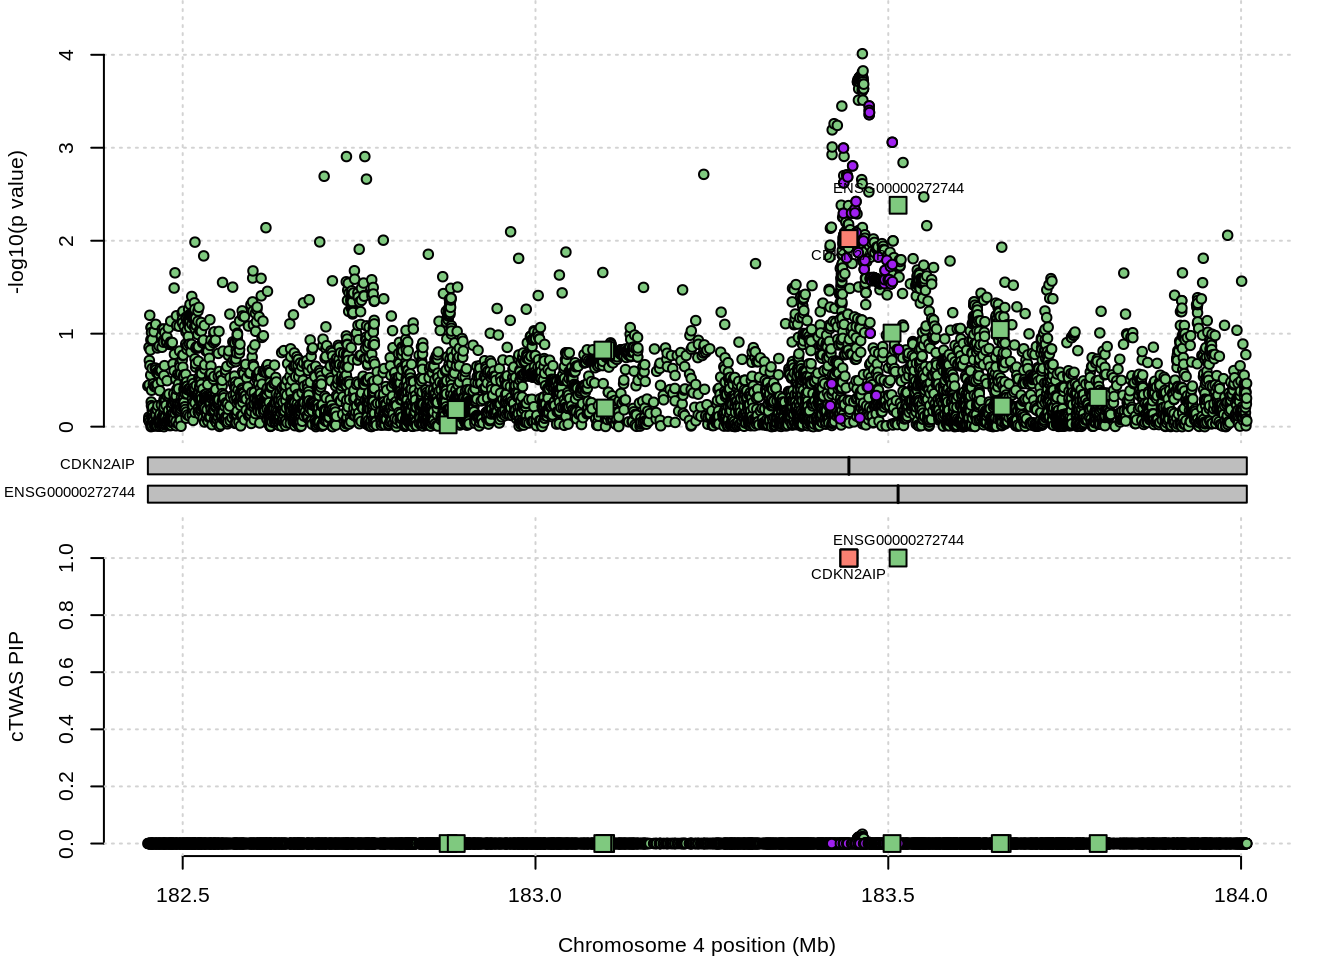 4
3
2
1
0
-log10(p value)
ENSG00000272744
CDK
CDKN2AIP
ENSG00000272744
ENSG00000272744
CDKN2AIP
1.0
0.8
0.6
0.4
0.2
0.0
cTWAS PIP
182.5 183.0 183.5 184.0
Chromosome 4 position (Mb)